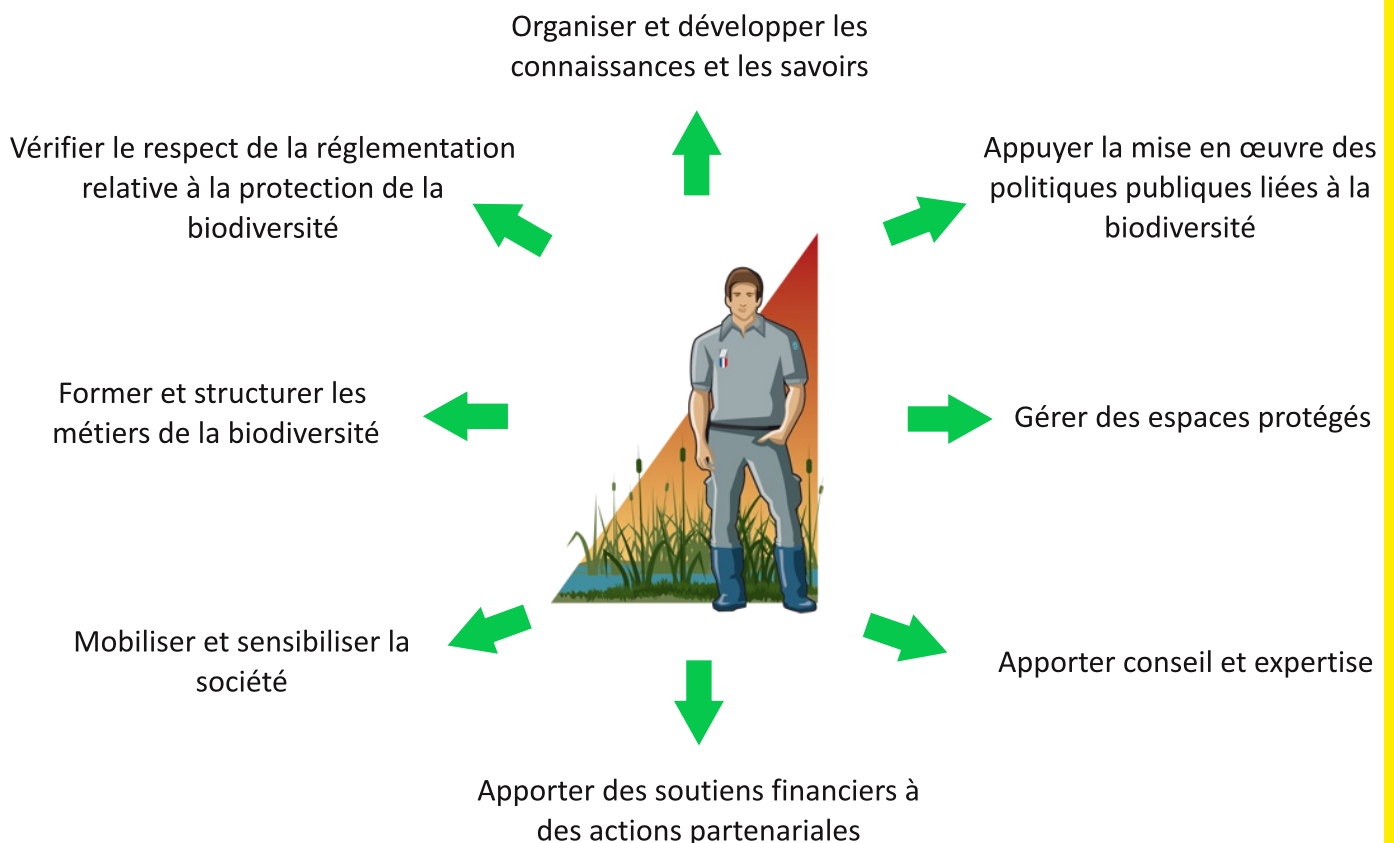 Organiser et développer les
connaissances et les savoirs
Vérifier le respect de la réglementation
relative à la protection de la
biodiversité
Appuyer la mise en œuvre des
politiques publiques liées à la
biodiversité
Former et structurer les
métiers de la biodiversité
Gérer des espaces protégés
Mobiliser et sensibiliser la
société
Apporter conseil et expertise
Apporter des soutiens financiers à
des actions partenariales